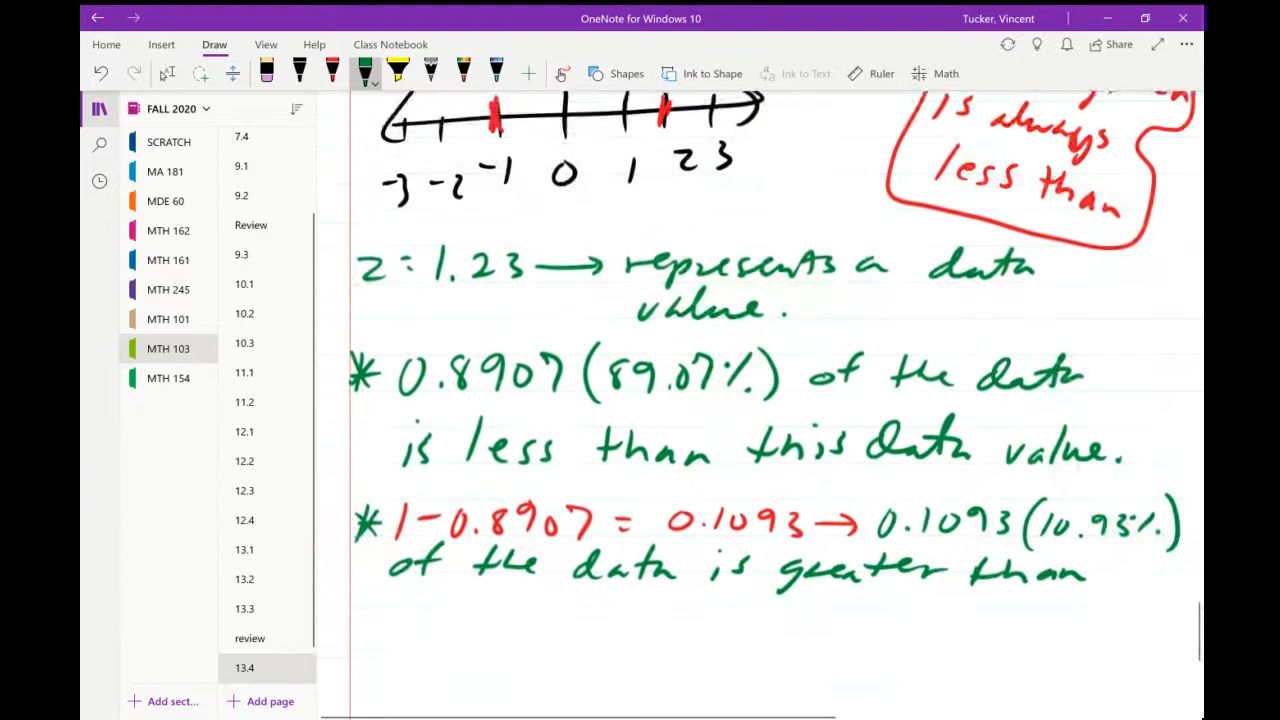 OneNote for Windows 10
Tucker, Vincent
Home Insert Draw View Help Class Notebook
Share
Shapes Ink to Shape Ink to Text Ruler Math
FALL 2020
SCRATCH
MA 181
MDE 60
MTH 162
MTH 161
MTH 245
MTH 101
MTH 103
MTH 154
Add sect...
7.4
9.1
9.2
Review
9.3
10.1
10.2
10.3
11.1
11.2
12.1
12.2
12.3
12.4
13.1
13.2
13.3
review
13.4
Add page
-3 -2 -1 0 1 2 3
is always
less than
z = 1.23 → represents a data
value.
* 0.8907 (89.07%) of the data
is less than this data value.
* 1-0.8907 = 0.1093 → 0.1093 (10.93%)
of the data is greater than